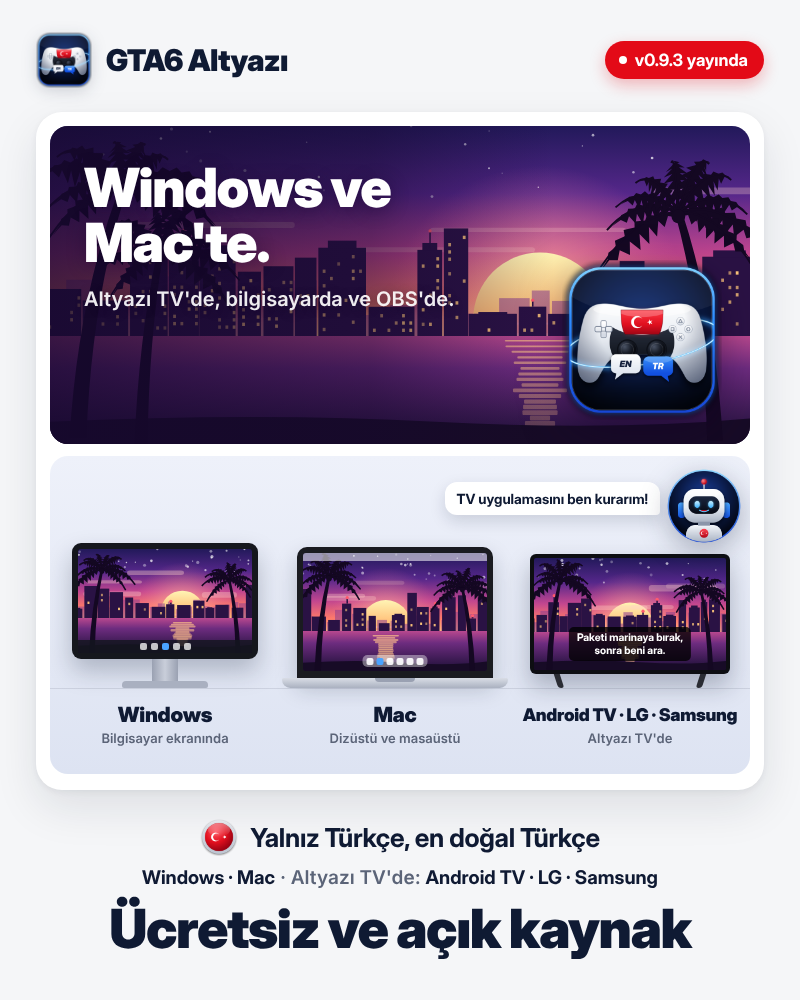 GTA6 Altyazı
v0.9.3 yayında
Windows ve
Mac'te.
Altyazı TV'de, bilgisayarda ve OBS'de.
EN
TR
TV uygulamasını ben kurarım!
Paketi marinaya bırak,
sonra beni ara.
Windows
Bilgisayar ekranında
Mac
Dizüstü ve masaüstü
Android TV · LG · Samsung
Altyazı TV'de
Yalnız Türkçe, en doğal Türkçe
Windows · Mac · Altyazı TV'de: Android TV · LG · Samsung
Ücretsiz ve açık kaynak